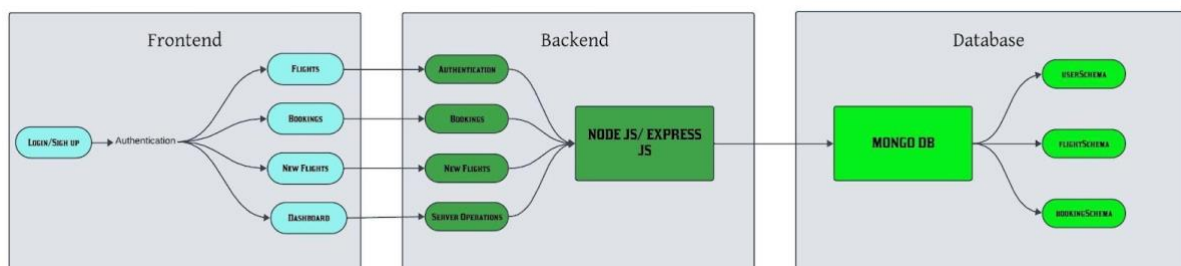 Frontend
Login/Sigh up
Authentication
Flights
Bookings
New Flights
Dashboard
Backend
Authentication
Bookings
New Flights
Server Operations
NODE JS/ EXPRESS
JS
Database
MONGO DB
userSchema
flightSchema
bookingSchema